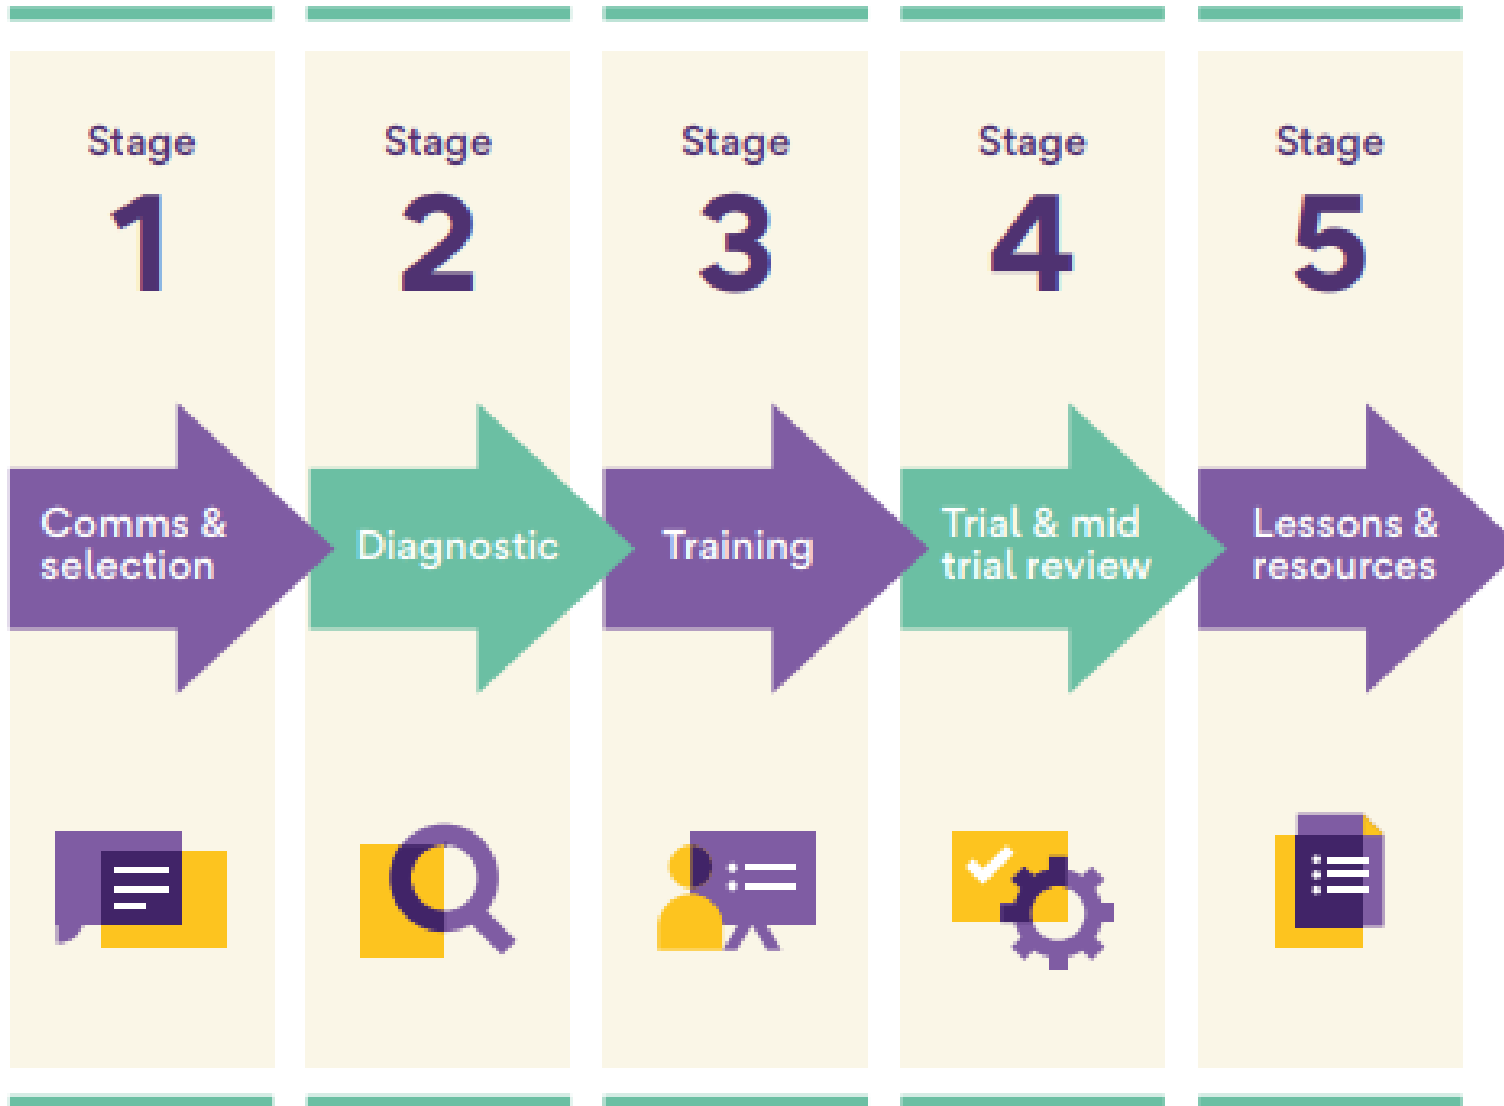 Stage
1
Comms &
selection
Stage
2
Diagnostic
Stage
3
Training
Stage
4
Trial & mid
trial review
Stage
5
Lessons &
resources